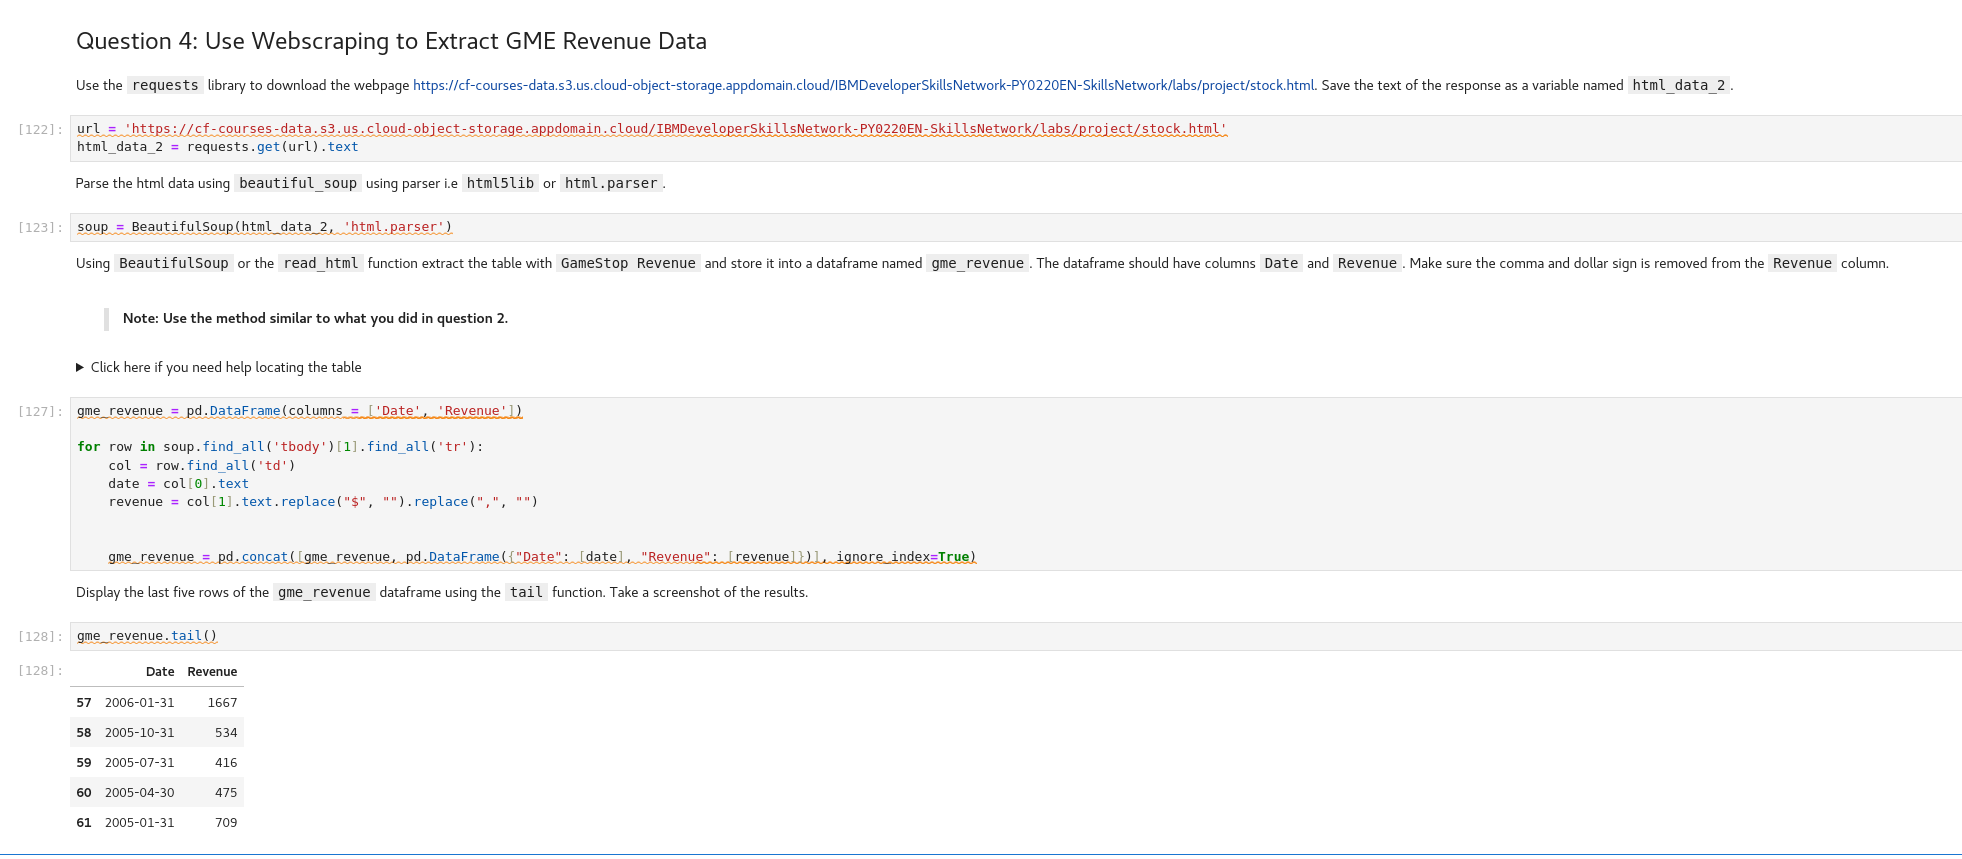 Question 4: Use Webscraping to Extract GME Revenue Data
Use the requests library to download the webpage https://cf-courses-data.s3.us.cloud-object-storage.appdomain.cloud/IBMDeveloperSkillsNetwork-PY0220EN-SkillsNetwork/labs/project/stock.html. Save the text of the response as a variable named html_data_2.
[122]: url = 'https://cf-courses-data.s3.us.cloud-object-storage.appdomain.cloud/IBMDeveloperSkillsNetwork-PY0220EN-SkillsNetwork/labs/project/stock.html'
html_data_2 = requests.get(url).text
Parse the html data using beautiful_soup using parser i.e html5lib or html.parser.
[123]: soup = BeautifulSoup(html_data_2, 'html.parser')
Using BeautifulSoup or the read_html function extract the table with GameStop Revenue and store it into a dataframe named gme_revenue. The dataframe should have columns Date and Revenue. Make sure the comma and dollar sign is removed from the Revenue column.
Note: Use the method similar to what you did in question 2.
▶ Click here if you need help locating the table
[127]: gme_revenue = pd.DataFrame(columns = ['Date', 'Revenue'])
for row in soup.find_all('tbody')[1].find_all('tr'):
    col = row.find_all('td')
    date = col[0].text
    revenue = col[1].text.replace("$", "").replace(",", "")
    gme_revenue = pd.concat([gme_revenue, pd.DataFrame({"Date": [date], "Revenue": [revenue]})], ignore_index=True)
Display the last five rows of the gme_revenue dataframe using the tail function. Take a screenshot of the results.
[128]: gme_revenue.tail()
[128]: Date Revenue
57 2006-01-31 1667
58 2005-10-31 534
59 2005-07-31 416
60 2005-04-30 475
61 2005-01-31 709